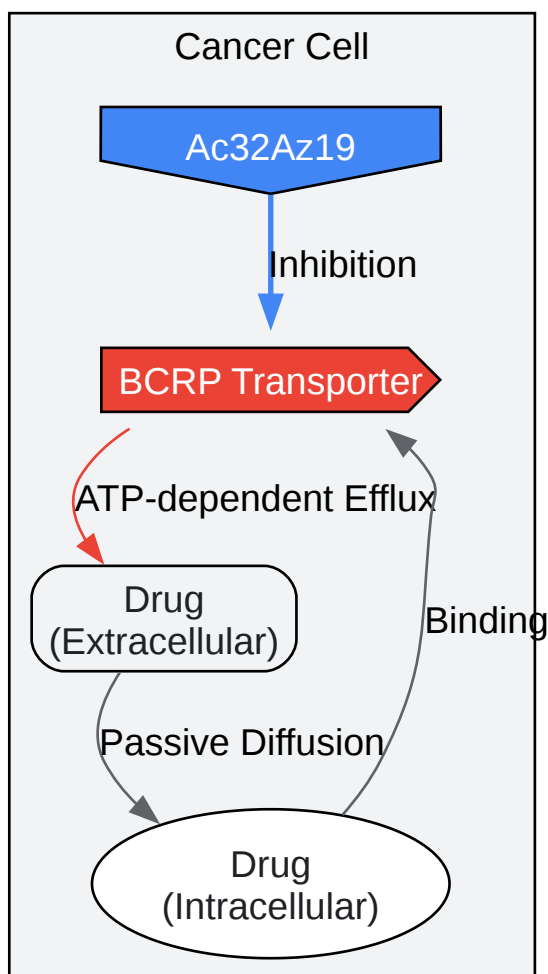 Cancer Cell
Ac32Az19
Inhibition
BCRP Transporter
ATP-dependent Efflux
Drug
(Extracellular)
Binding
Passive Diffusion
Drug
(Intracellular)